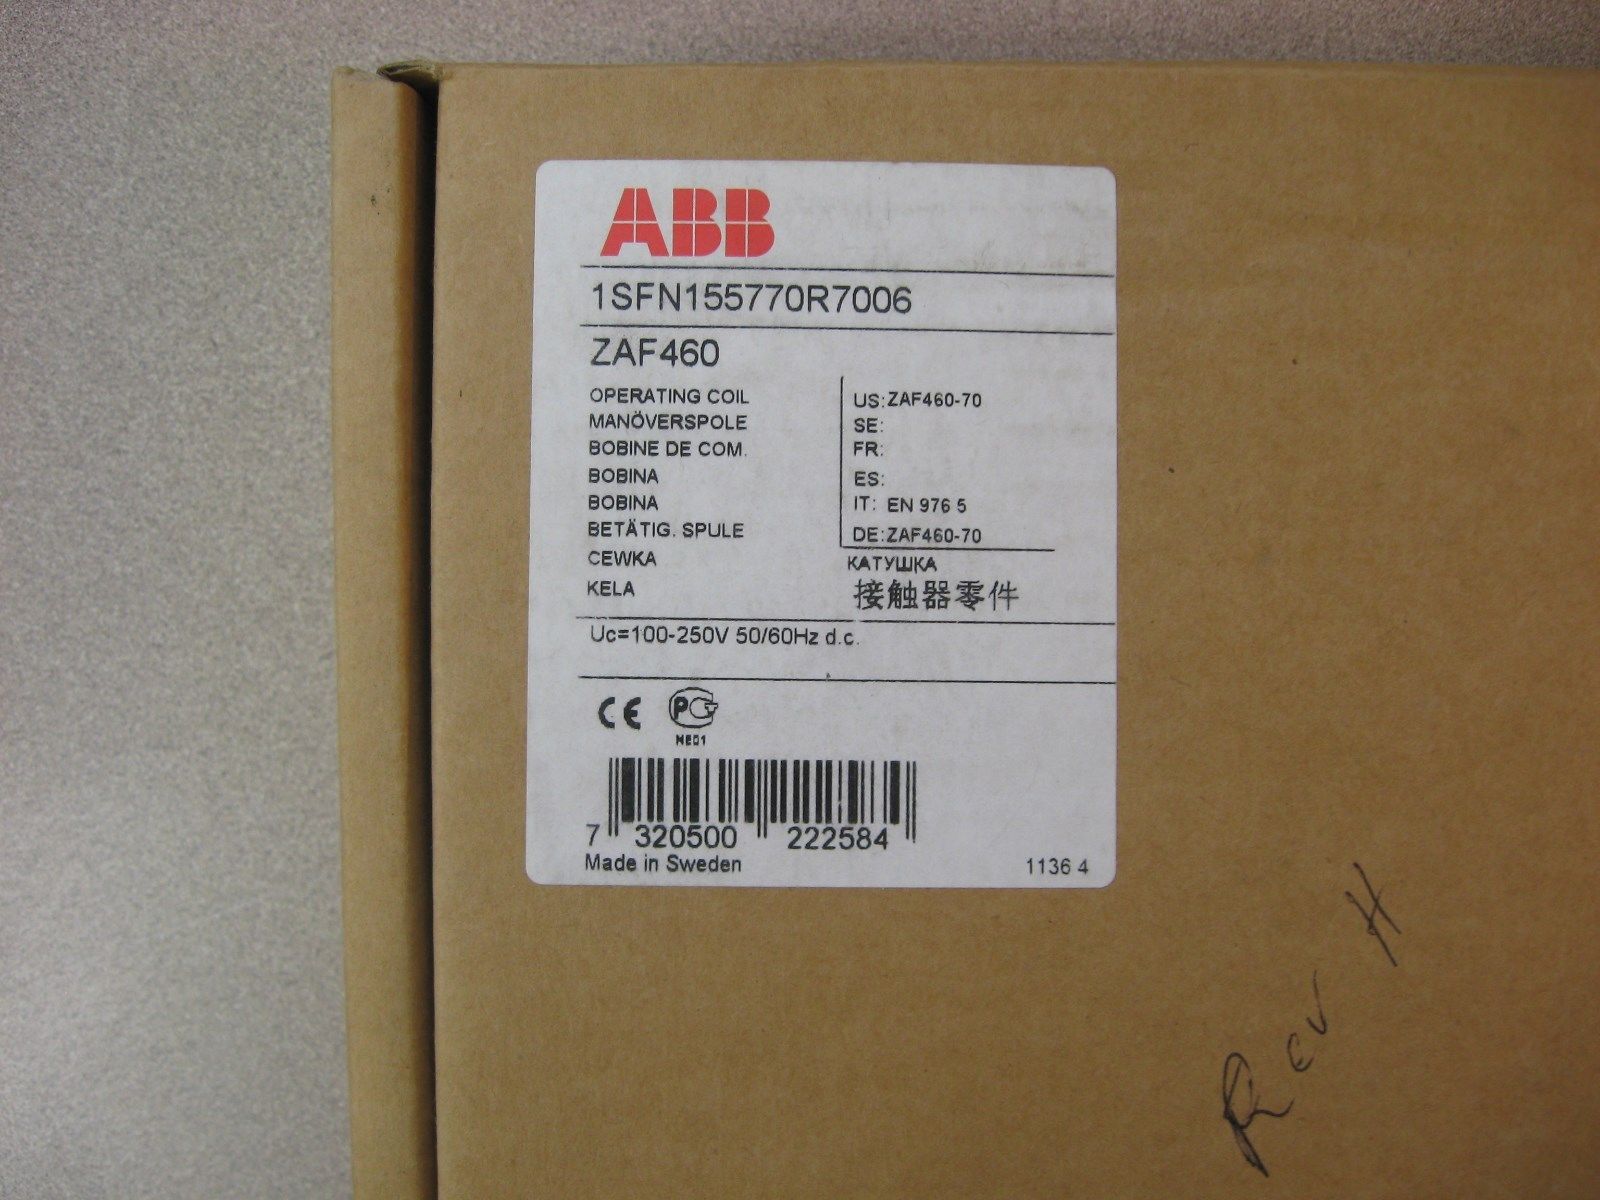 ABB
1SFN155770R7006
ZAF460
OPERATING COIL
MANÖVERSPOLE
BOBINE DE COM.
BOBINA
BOBINA
BETÄTIG. SPULE
CEWKA
KELA
US: ZAF460-70
SE:
FR:
ES:
IT: EN 976 5
DE: ZAF460-70
КАТУШКА
接触器零件
Uc=100-250V 50/60Hz d.c.
CE
РСТ
ME01
7 320500 222584
Made in Sweden
1136 4
Rev H